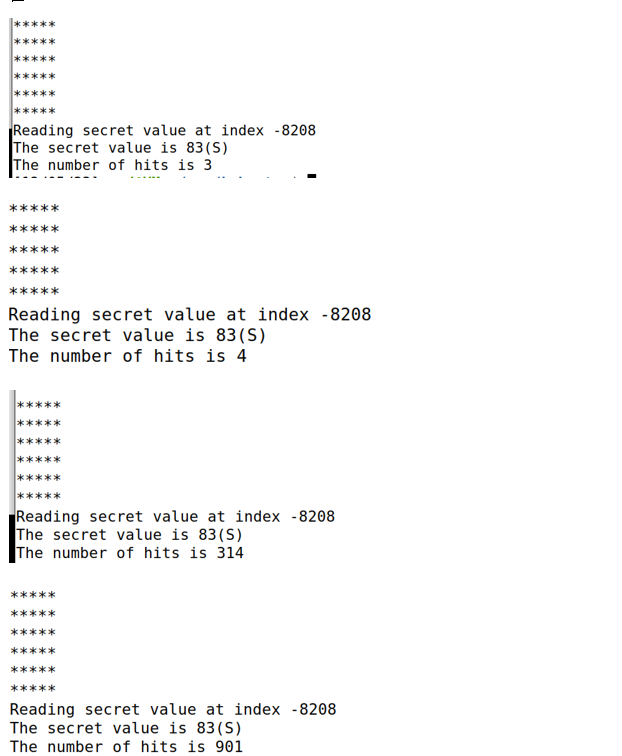 *****
*****
*****
*****
*****
*****
Reading secret value at index -8208
The secret value is 83(S)
The number of hits is 3
*****
*****
*****
*****
*****
Reading secret value at index -8208
The secret value is 83(S)
The number of hits is 4
*****
*****
*****
*****
*****
*****
Reading secret value at index -8208
The secret value is 83(S)
The number of hits is 314
*****
*****
*****
*****
*****
*****
Reading secret value at index -8208
The secret value is 83(S)
The number of hits is 901